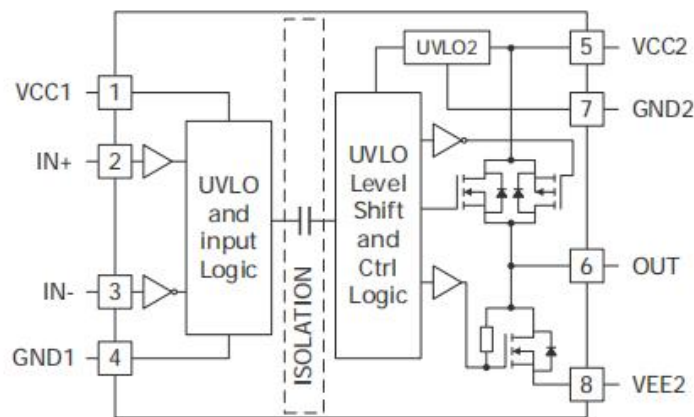 UVLO2
5
VCC2
VCC1
1
7
GND2
IN+
2
UVLO
and
input
Logic
ISOLATION
UVLO
Level
Shift
and
Ctrl
Logic
6
OUT
IN-
3
GND1
4
8
VEE2